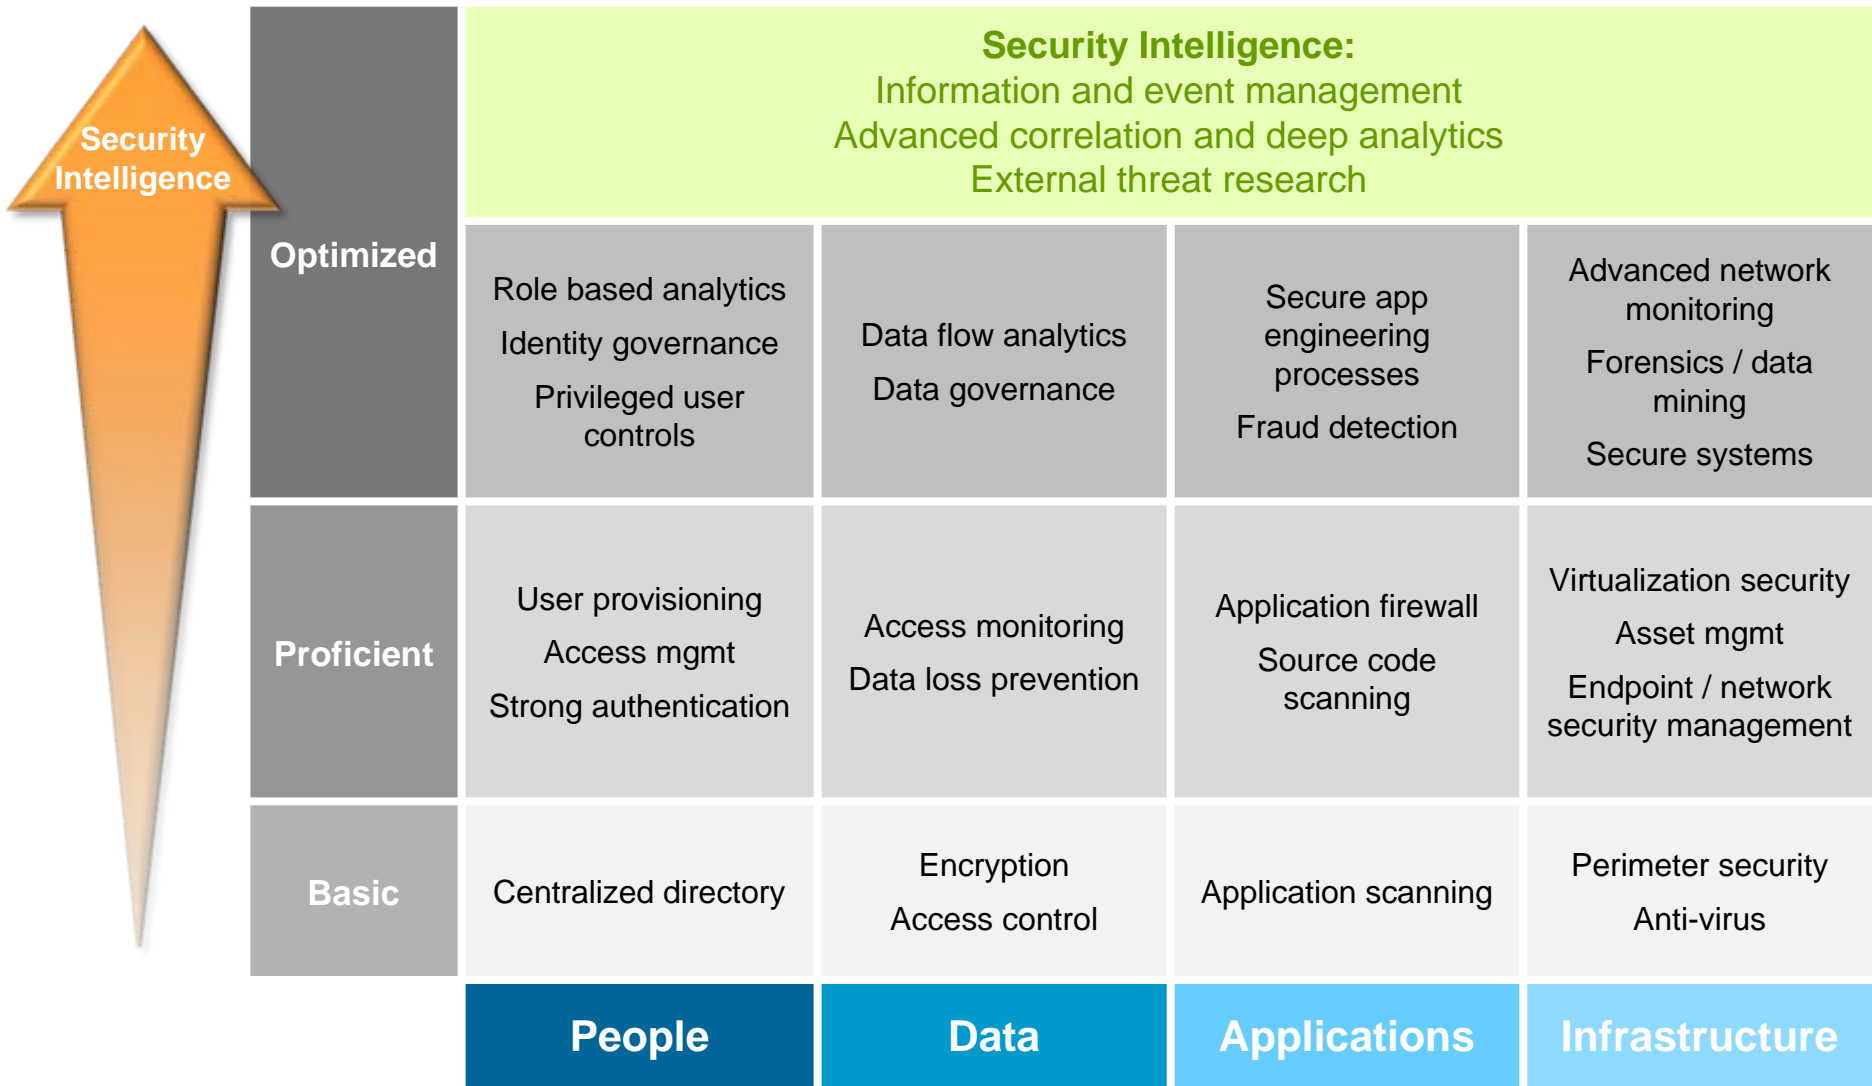 Security Intelligence:
Information and event management
Advanced correlation and deep analytics
External threat research
Security
Intelligence
Optimized
Role based analytics
Identity governance
Privileged user
controls
Data flow analytics
Data governance
Secure app
engineering
processes
Fraud detection
Advanced network
monitoring
Forensics / data
mining
Secure systems
Proficient
User provisioning
Access mgmt
Strong authentication
Access monitoring
Data loss prevention
Application firewall
Source code
scanning
Virtualization security
Asset mgmt
Endpoint / network
security management
Basic
Centralized directory
Encryption
Access control
Application scanning
Perimeter security
Anti-virus
People
Data
Applications
Infrastructure